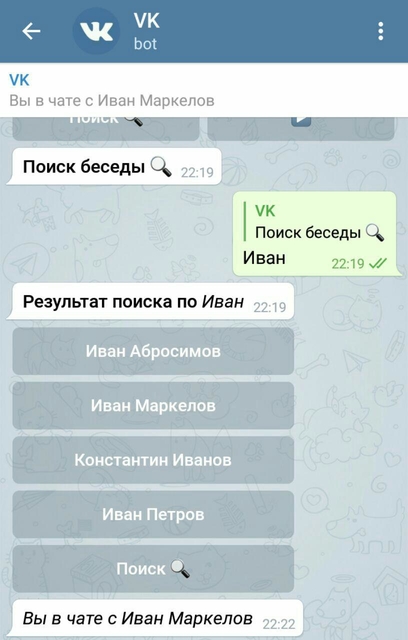 VK
bot
VK
Вы в чате с Иван Маркелов
Поиск
Поиск беседы
22:19
VK
Поиск беседы
Иван
22:19
Результат поиска по Иван
22:19
Иван Абросимов
Иван Маркелов
Константин Иванов
Иван Петров
Поиск
Вы в чате с Иван Маркелов
22:22